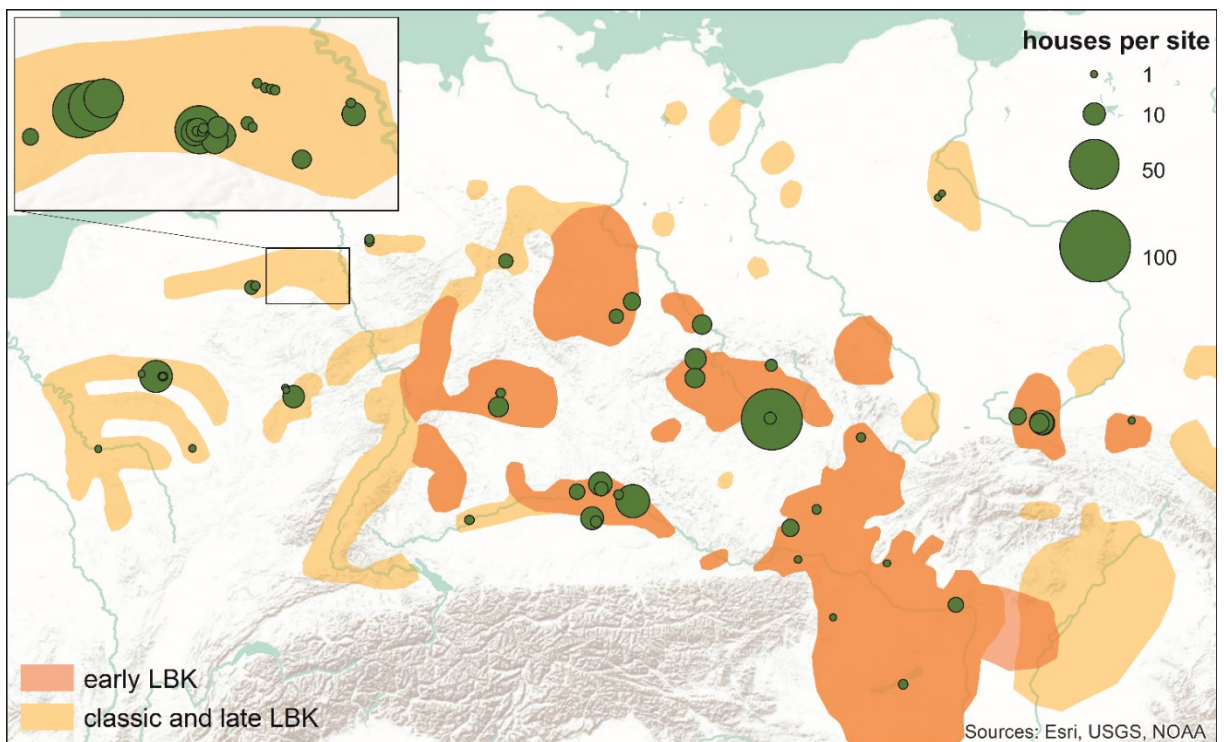 houses per site
1
10
50
100
early LBK
classic and late LBK
Sources: Esri, USGS, NOAA